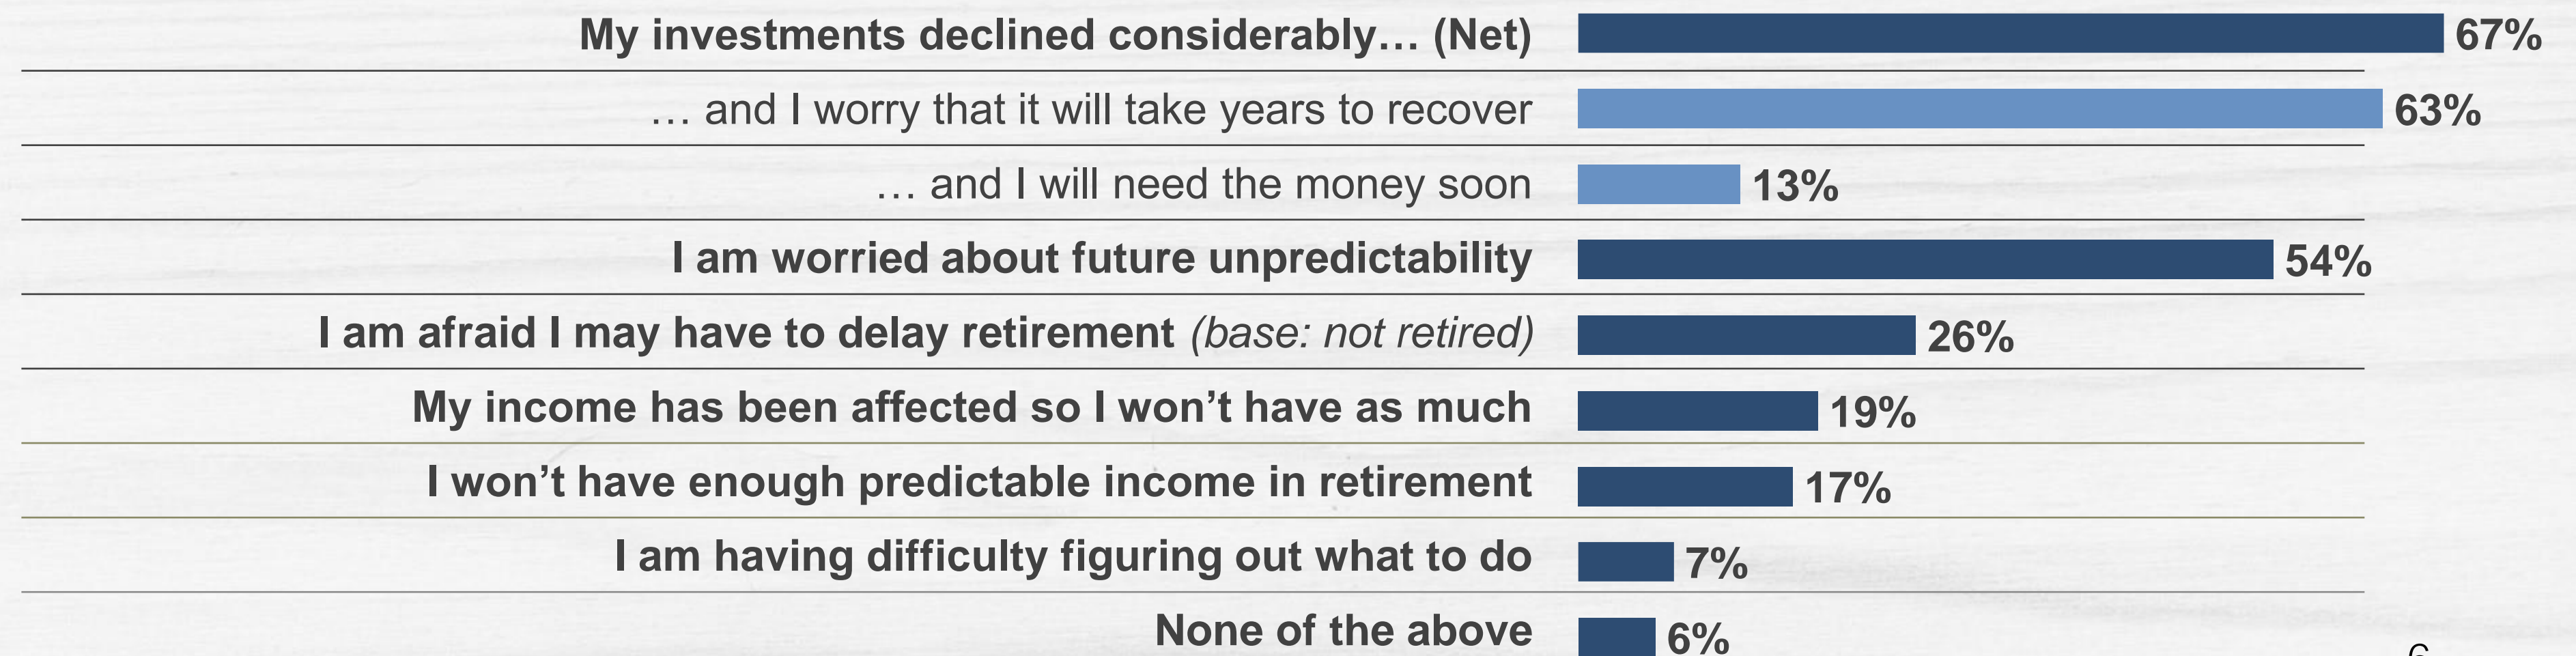 My investments declined considerably… (Net) 67%
… and I worry that it will take years to recover 63%
… and I will need the money soon 13%
I am worried about future unpredictability 54%
I am afraid I may have to delay retirement (base: not retired) 26%
My income has been affected so I won’t have as much 19%
I won’t have enough predictable income in retirement 17%
I am having difficulty figuring out what to do 7%
None of the above 6%